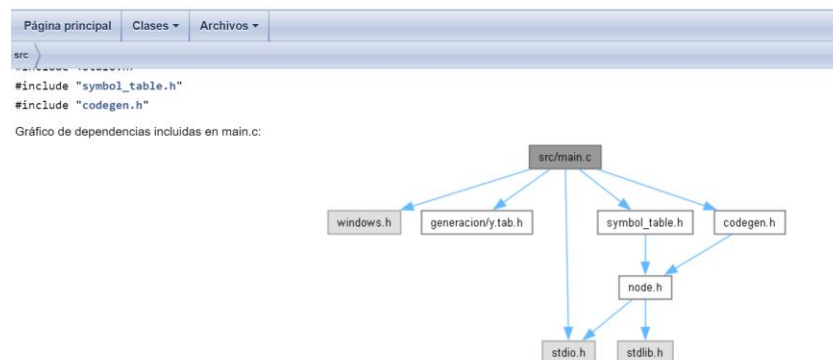 Página principal
Clases
Archivos
src
#include "symbol_table.h"
#include "codegen.h"
Gráfico de dependencias incluidas en main.c:
src/main.c
windows.h
generacion/y.tab.h
symbol_table.h
codegen.h
node.h
stdio.h
stdlib.h